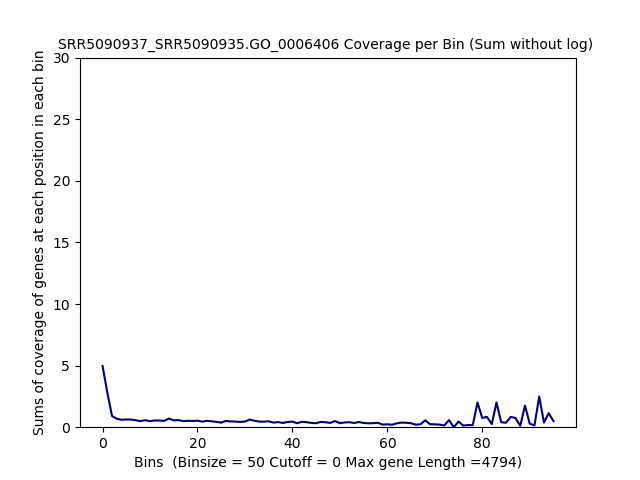 SRR5090937_SRR5090935.GO_0006406 Coverage per Bin (Sum without log)
Sums of coverage of genes at each position in each bin
30
25
20
15
10
5
0
0 20 40 60 80
Bins  (Binsize = 50 Cutoff = 0 Max gene Length =4794)